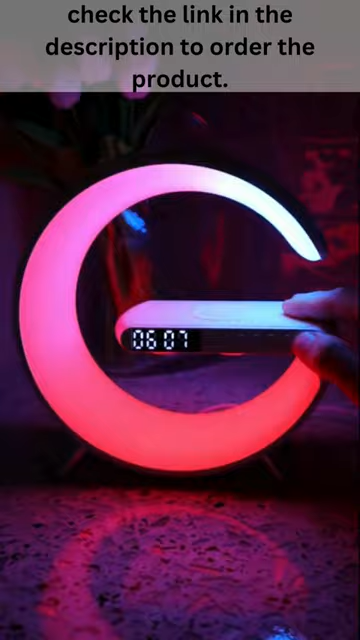 check the link in the
description to order the
product.
06 07